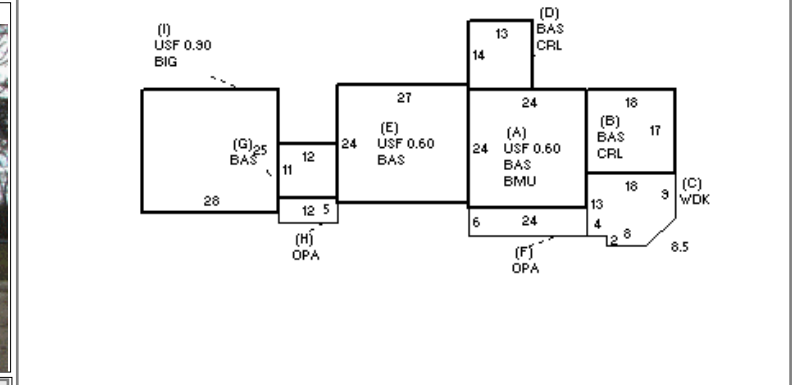 (I)
USF 0.90
BIG
(D)
BAS
CRL
13
14
27
24
18
(E)
USF 0.60
BAS
24
(A)
USF 0.60
BAS
BMU
24
(B)
BAS
CRL
17
(G)
BAS
25
12
11
28
12 5
(H)
OPA
6
24
(F)
OPA
18
9
13
4
2
8
8.5
(C)
WDK